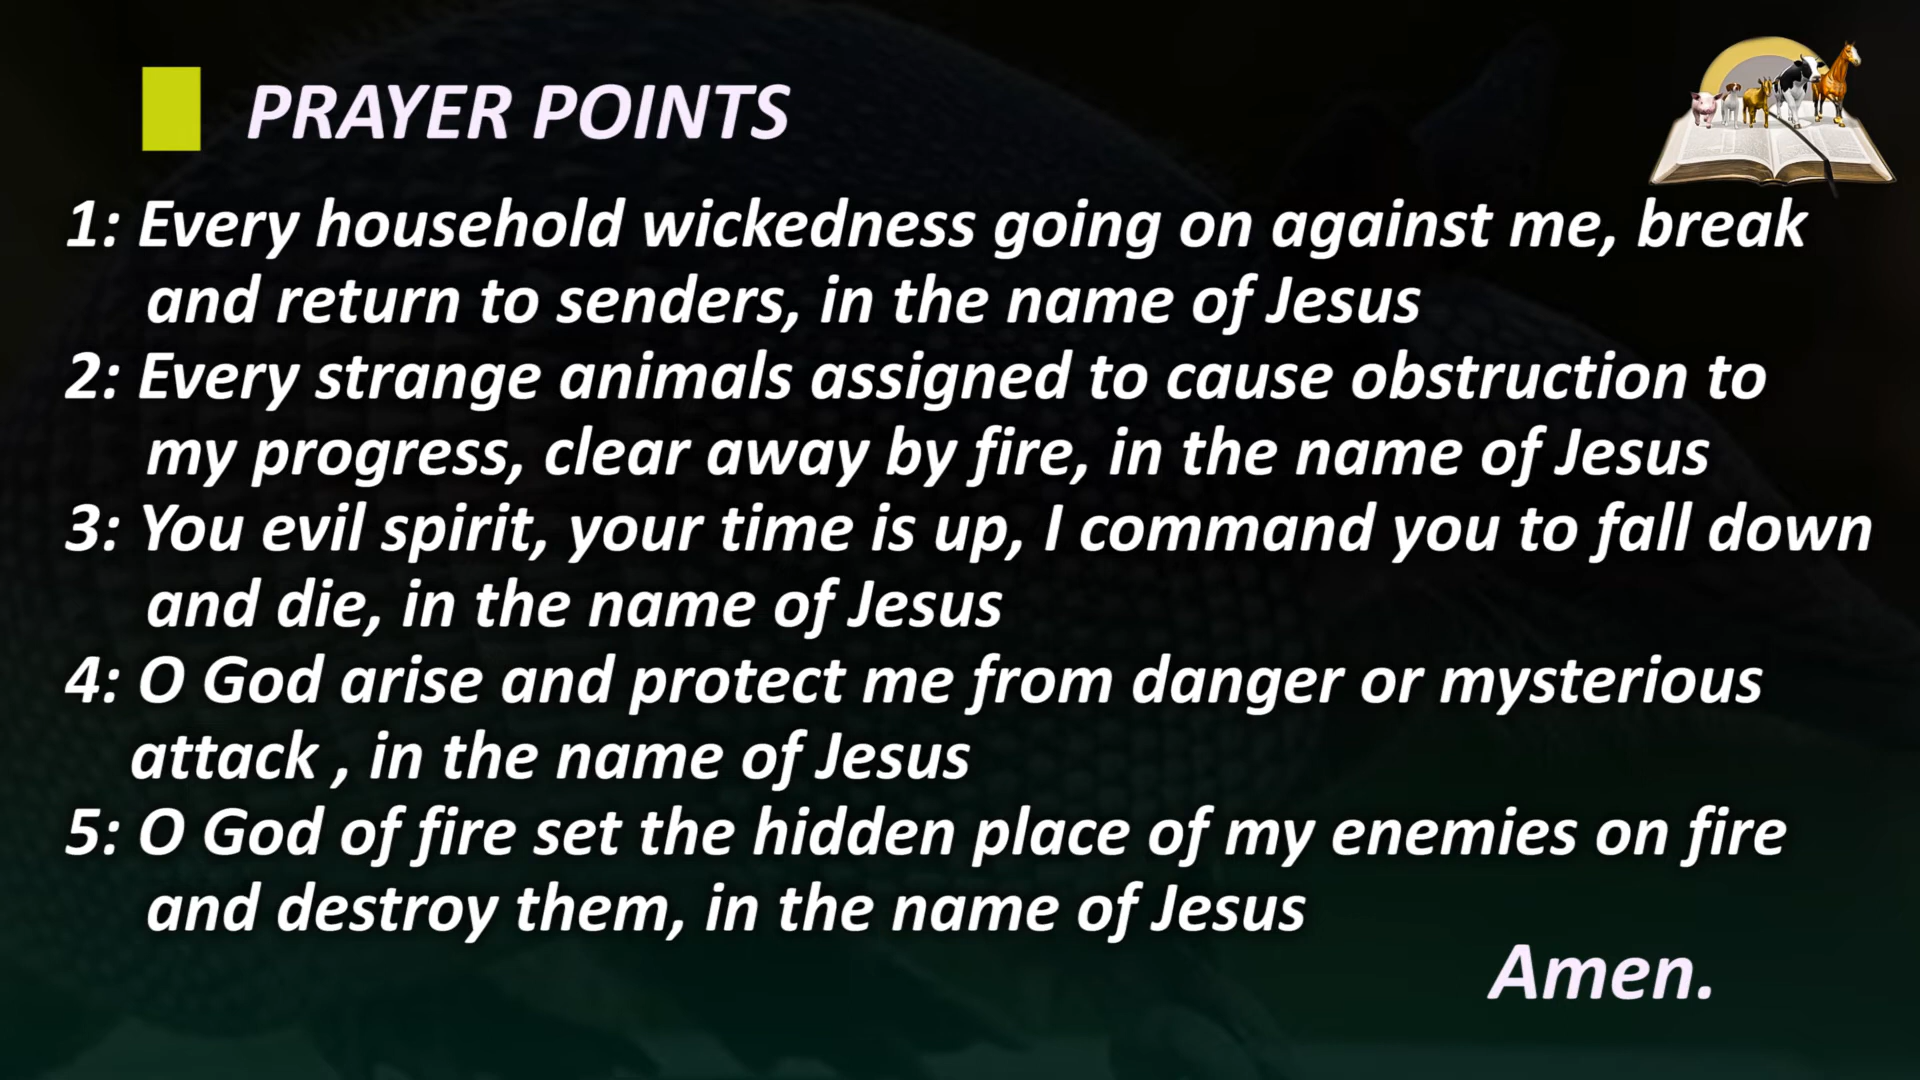 PRAYER POINTS
1: Every household wickedness going on against me, break
and return to senders, in the name of Jesus
2: Every strange animals assigned to cause obstruction to
my progress, clear away by fire, in the name of Jesus
3: You evil spirit, your time is up, I command you to fall down
and die, in the name of Jesus
4: O God arise and protect me from danger or mysterious
attack , in the name of Jesus
5: O God of fire set the hidden place of my enemies on fire
and destroy them, in the name of Jesus
Amen.